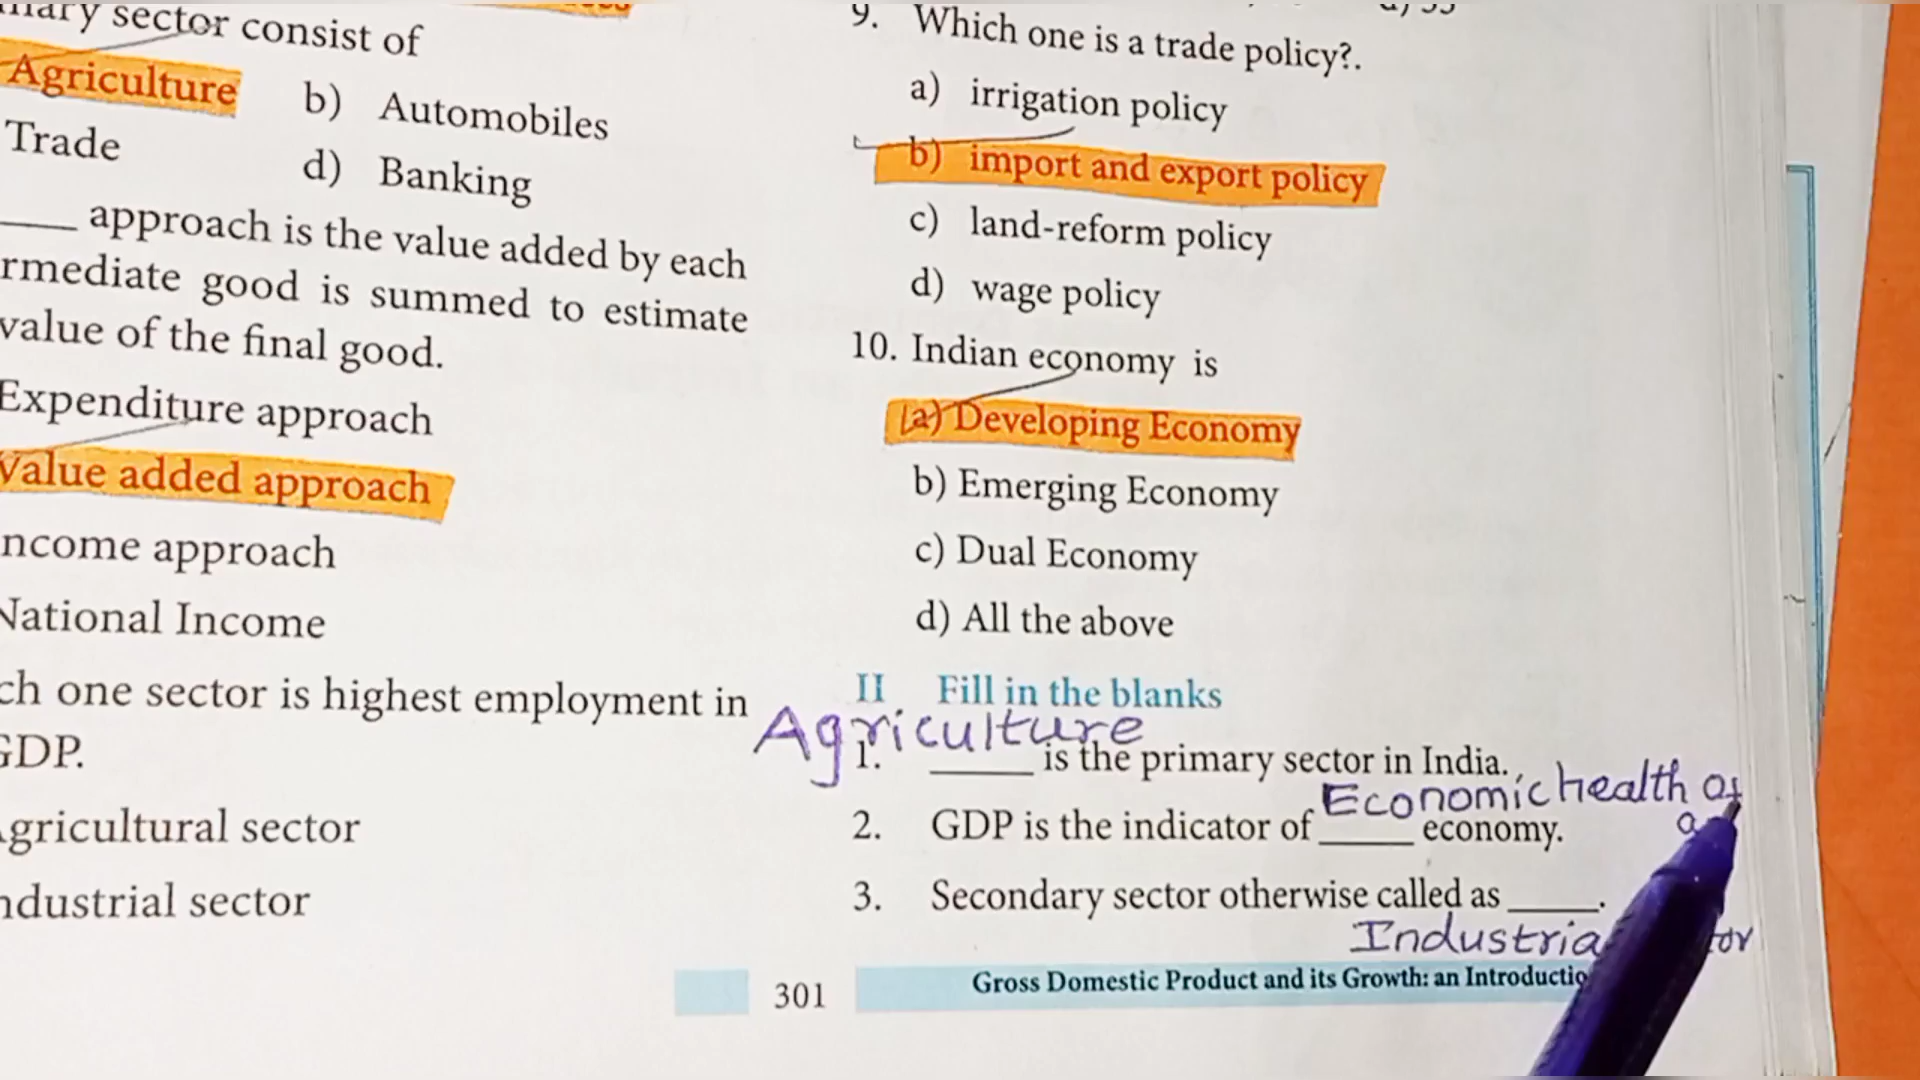 sector consist of
Agriculture
b) Automobiles
Trade
d) Banking
____ approach is the value added by each
good is summed to estimate
value of the final good.
Expenditure approach
Value added approach
ncome approach
National Income
ch one sector is highest employment in
GDP.
gricultural sector
ndustrial sector
9. Which one is a trade policy?.
a) irrigation policy
b) import and export policy
c) land-reform policy
d) wage policy
10. Indian economy is
(a) Developing Economy
b) Emerging Economy
c) Dual Economy
d) All the above
II Fill in the blanks
Agriculture
1. _____ is the primary sector in India.
Economic health of
2. GDP is the indicator of _____ economy.
3. Secondary sector otherwise called as _____.
Industria
301
Gross Domestic Product and its Growth: an Introductio